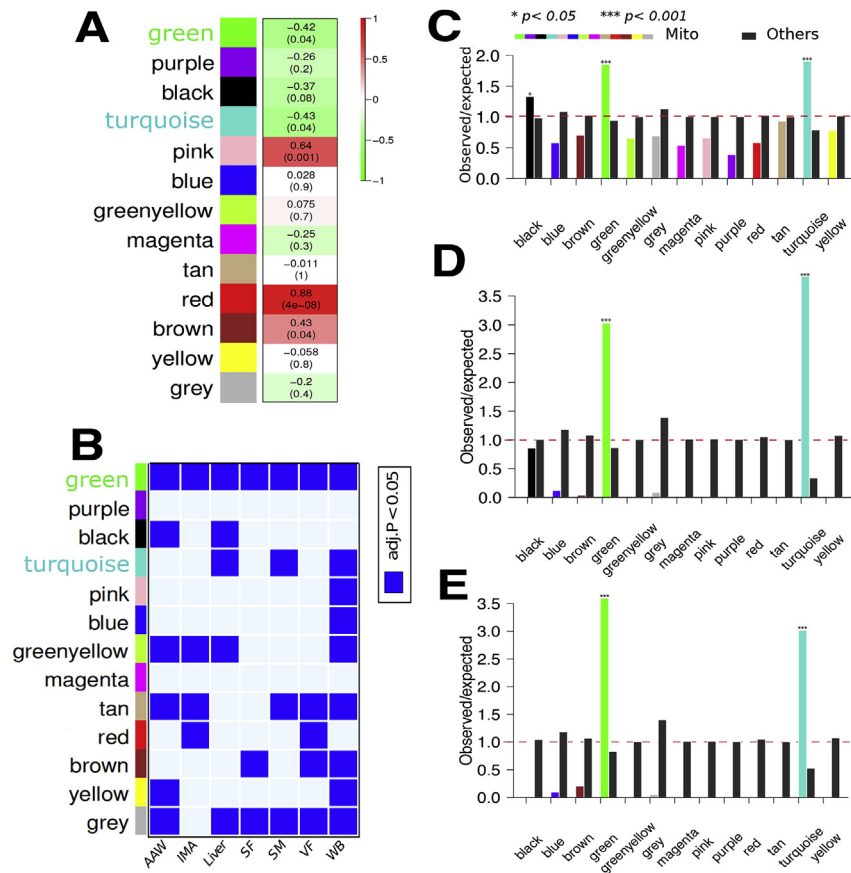 A
green
−0.42
(0.04)
purple
−0.26
(0.2)
black
−0.37
(0.08)
turquoise
−0.43
(0.04)
pink
0.64
(0.001)
blue
0.028
(0.9)
greenyellow
0.075
(0.7)
magenta
−0.25
(0.3)
tan
−0.011
(1)
red
0.88
(4e−08)
brown
0.43
(0.04)
yellow
−0.058
(0.8)
grey
−0.2
(0.4)
1
0.5
0
−0.5
−1
B
green
purple
black
turquoise
pink
blue
greenyellow
magenta
tan
red
brown
yellow
grey
AAW IMA Liver SF SM VF WB
adj.P<0.05
C
* p< 0.05 *** p< 0.001
Mito Others
Observed/expected
2.0
1.5
1.0
0.5
0.0
* *** ***
black blue brown green greenyellow grey magenta pink purple red tan turquoise yellow
D
Observed/expected
3.5
3.0
2.5
2.0
1.5
1.0
0.5
0.0
*** ***
black blue brown green greenyellow grey magenta pink purple red tan turquoise yellow
E
Observed/expected
3.5
3.0
2.5
2.0
1.5
1.0
0.5
0.0
*** ***
black blue brown green greenyellow grey magenta pink purple red tan turquoise yellow